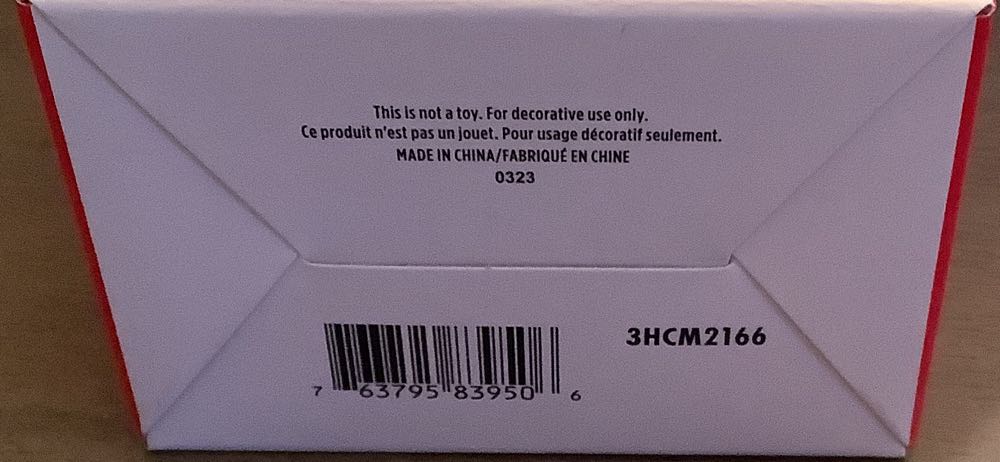 This is not a toy. For decorative use only.
Ce produit n'est pas un jouet. Pour usage décoratif seulement.
MADE IN CHINA/FABRIQUÉ EN CHINE
0323
3HCM2166
7 63795 83950 6